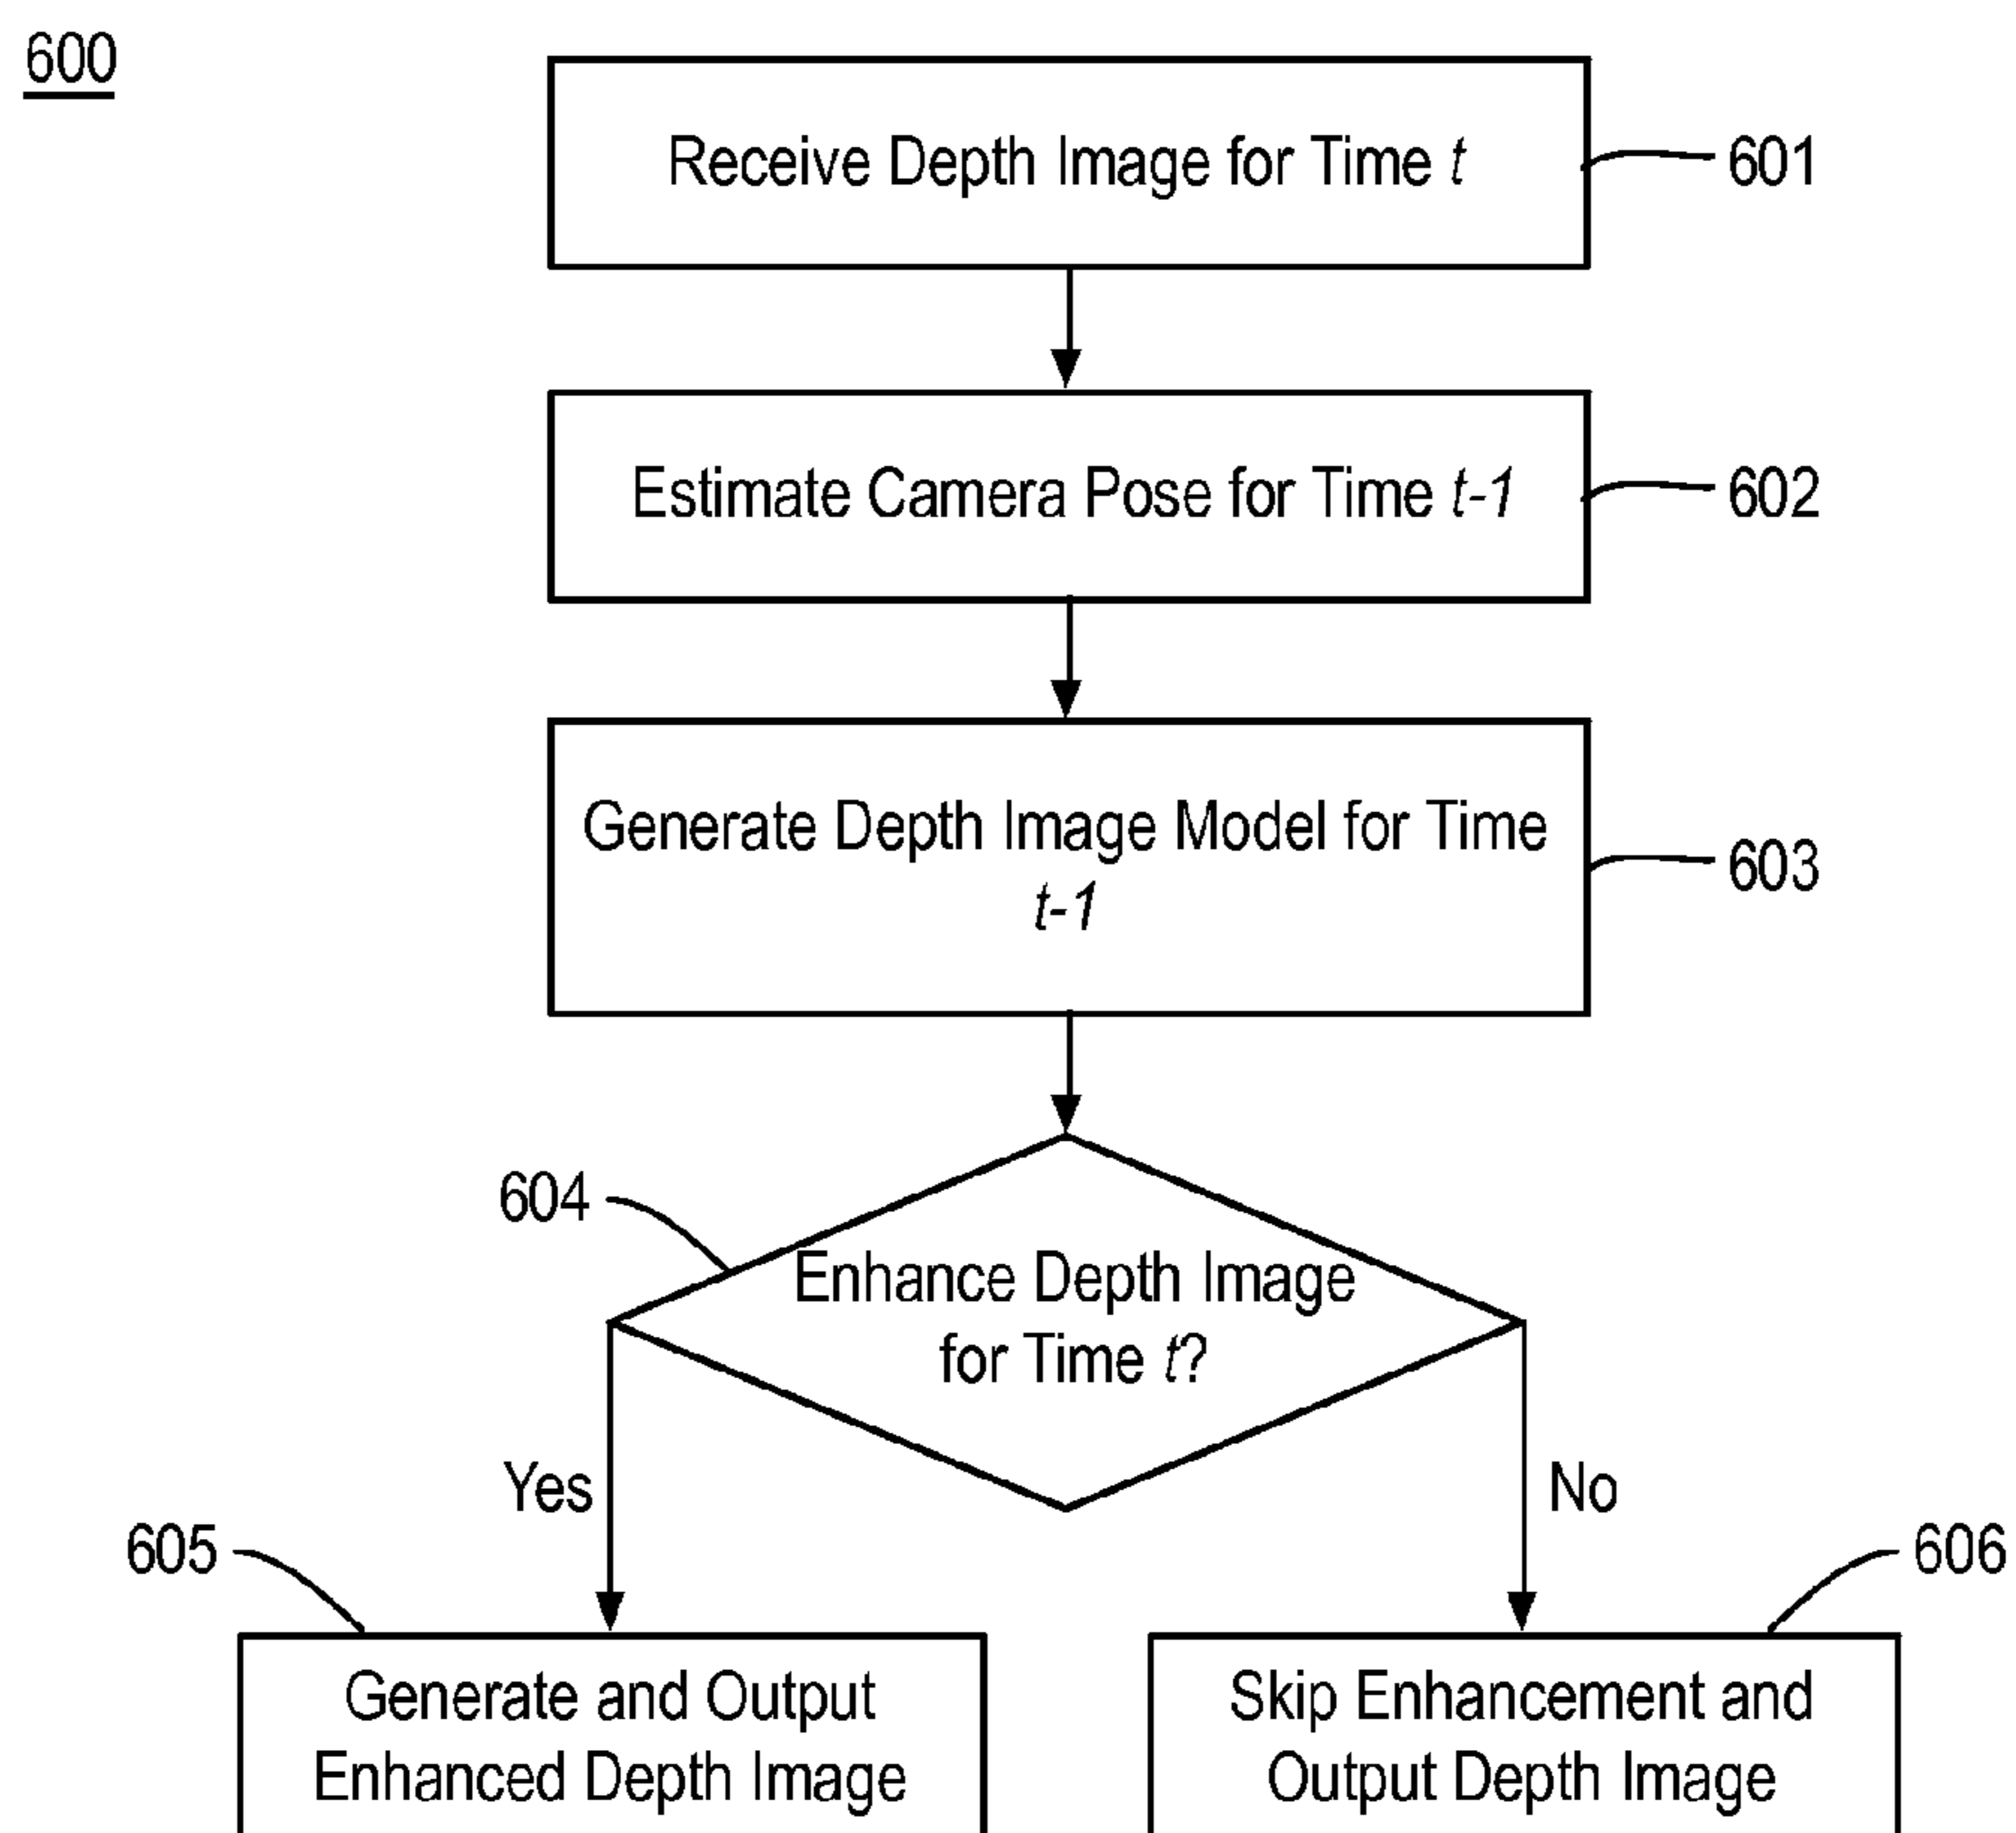 600
Receive Depth Image for Time t
601
Estimate Camera Pose for Time t-1
602
Generate Depth Image Model for Time
t-1
603
604
Enhance Depth Image
for Time t?
Yes
No
605
606
Generate and Output
Enhanced Depth Image
Skip Enhancement and
Output Depth Image